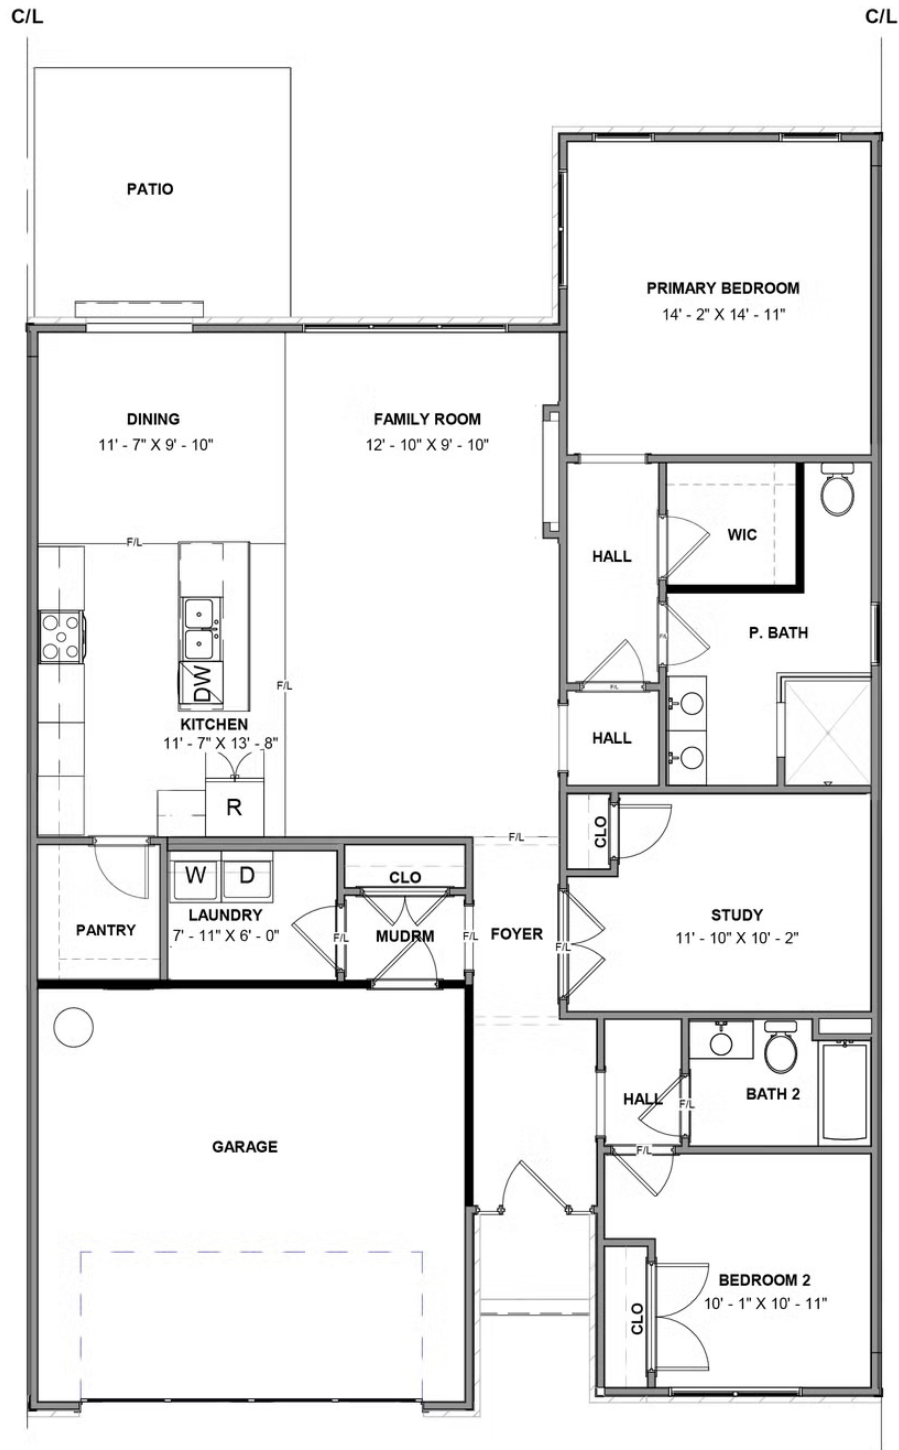 C/L
C/L
PATIO
PRIMARY BEDROOM
14' - 2" X 14' - 11"
DINING
11' - 7" X 9' - 10"
FAMILY ROOM
12' - 10" X 9' - 10"
F/L
HALL
WIC
P. BATH
F/L
DW
F/L
F/L
KITCHEN
11' - 7" X 13' - 8"
HALL
R
F/L
CLO
W
D
CLO
LAUNDRY
7' - 11" X 6' - 0"
PANTRY
F/L
MUDRM
F/L
FOYER
F/L
STUDY
11' - 10" X 10' - 2"
HALL
F/L
BATH 2
F/L
GARAGE
BEDROOM 2
10' - 1" X 10' - 11"
CLO